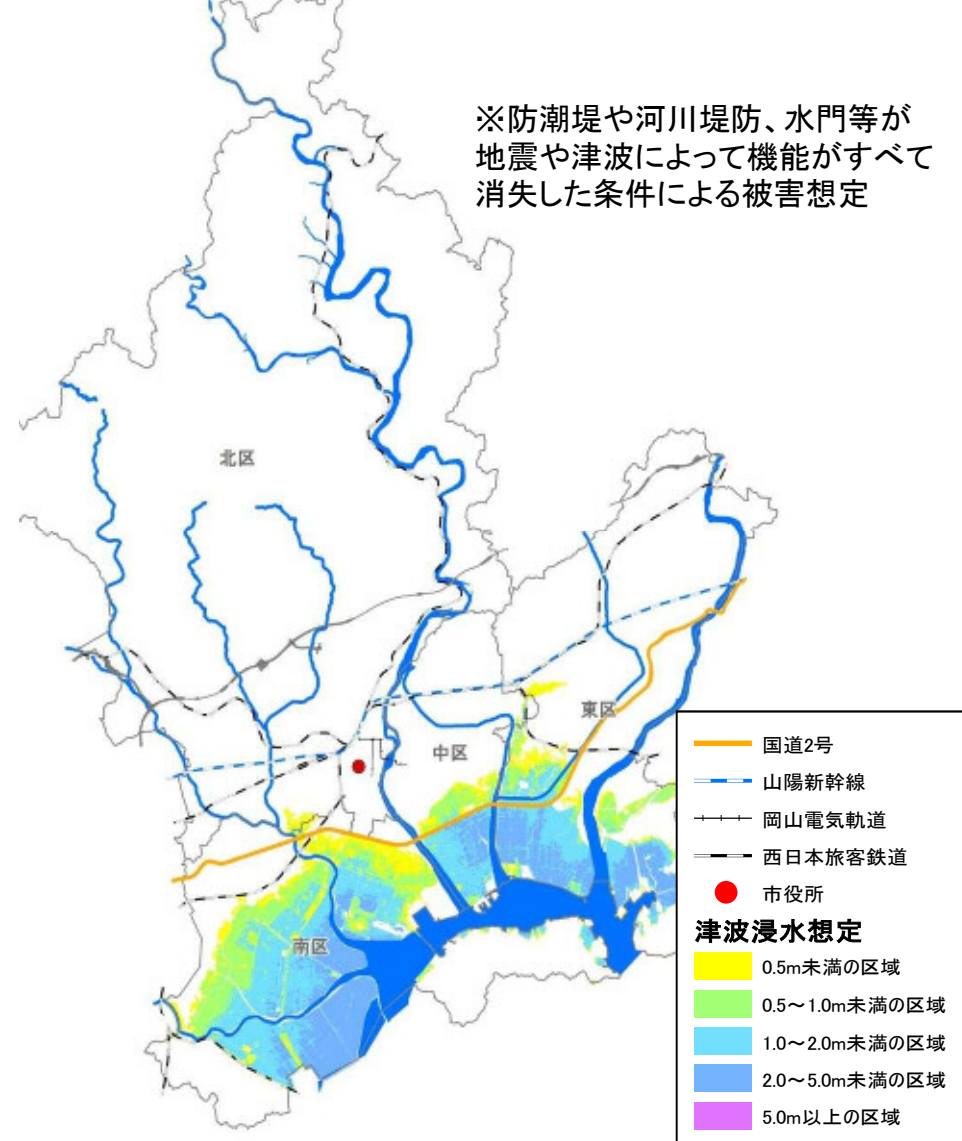 ※防潮堤や河川堤防、水門等が
地震や津波によって機能がすべて
消失した条件による被害想定
北区
東区
中区
南区
国道2号
山陽新幹線
岡山電気軌道
西日本旅客鉄道
市役所
津波浸水想定
0.5m未満の区域
0.5～1.0m未満の区域
1.0～2.0m未満の区域
2.0～5.0m未満の区域
5.0m以上の区域